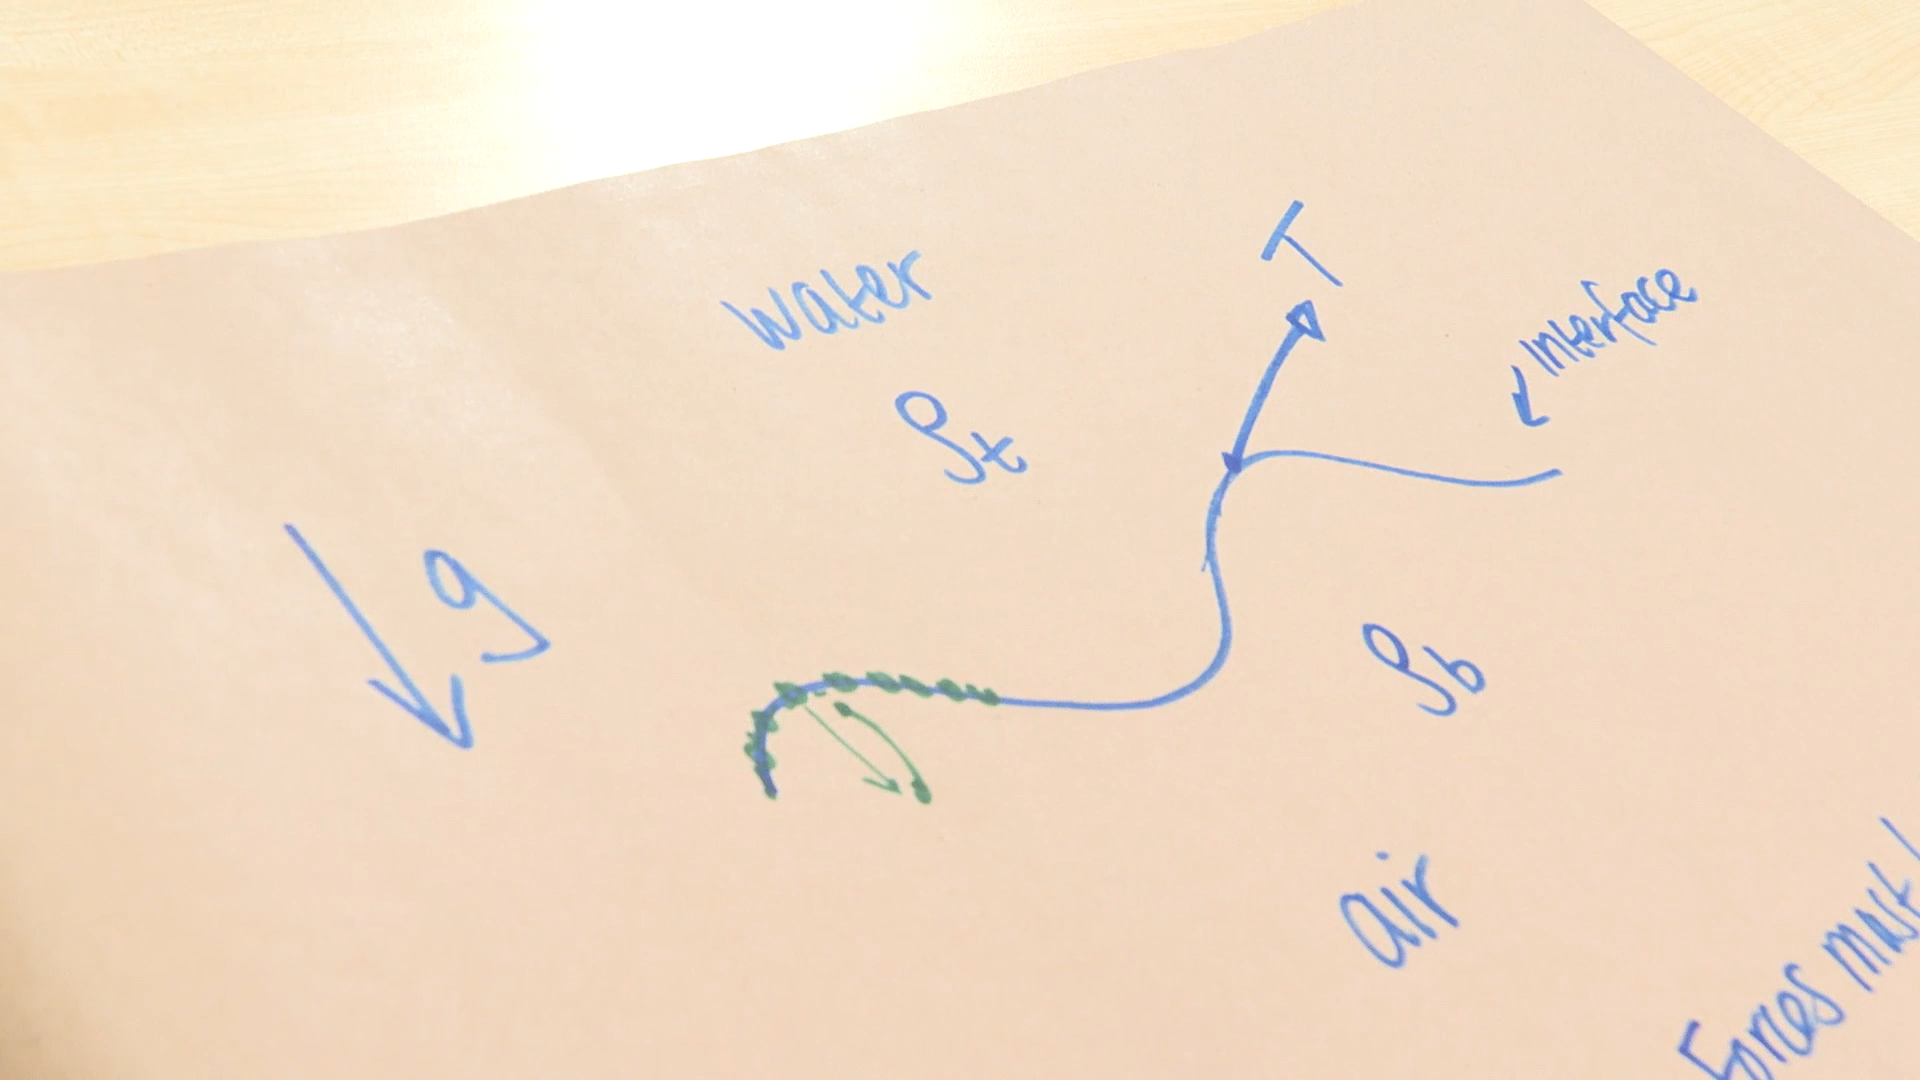 Water
T
Interface
ρt
g
ρb
air
Forces must